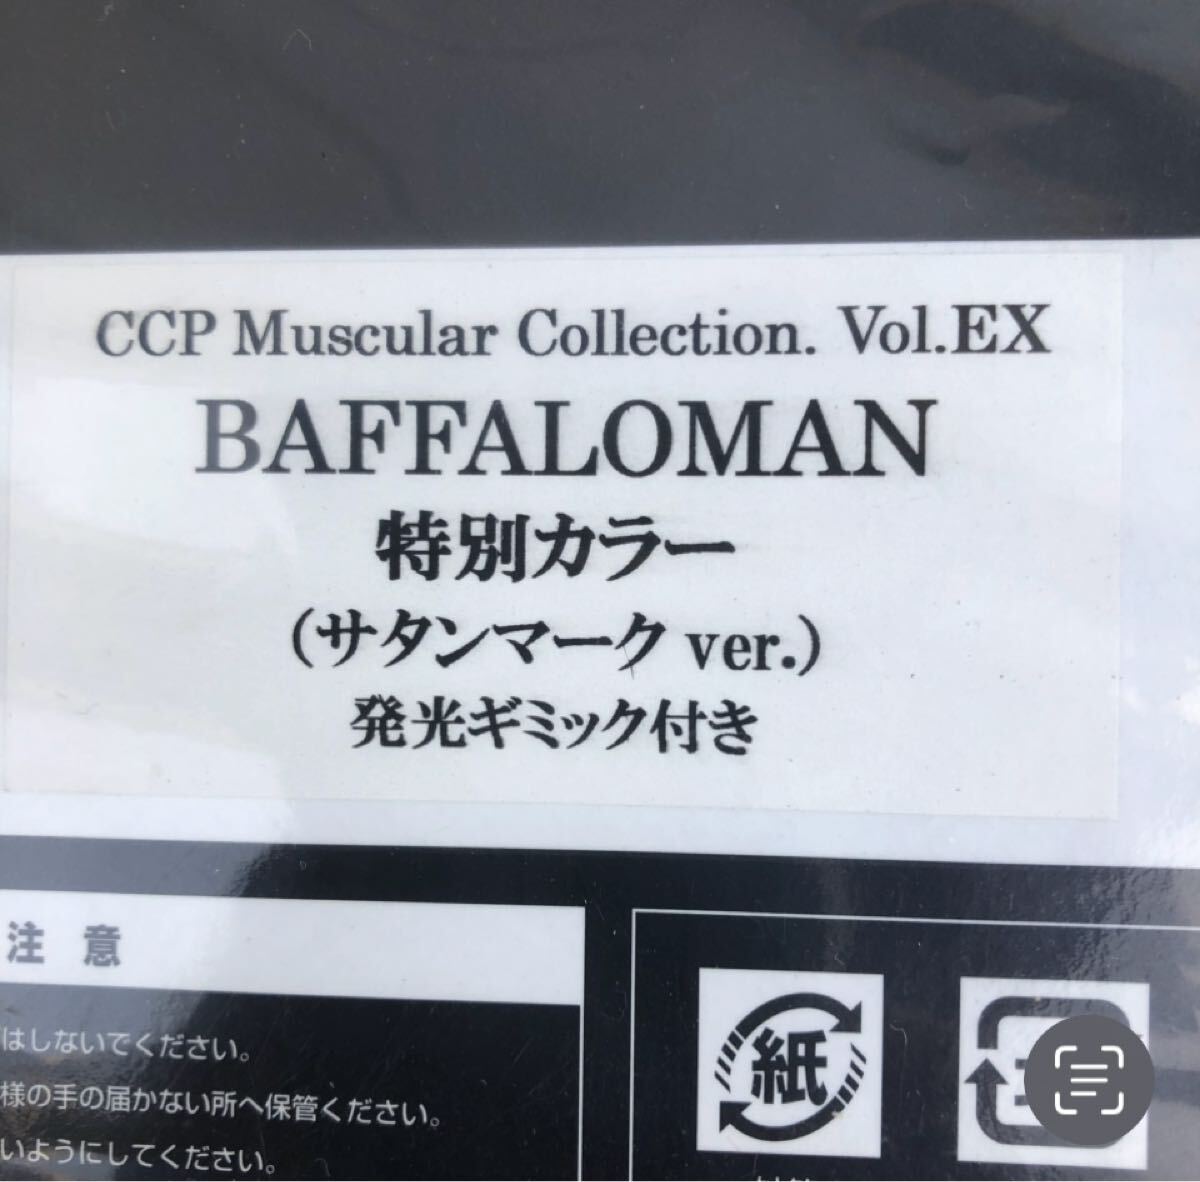 CCP Muscular Collection. Vol.EX
BAFFALOMAN
特別カラー
(サタンマーク ver.)
発光ギミック付き
注 意
はしないでください。
様の手の届かない所へ保管ください。
いようにしてください。
紙